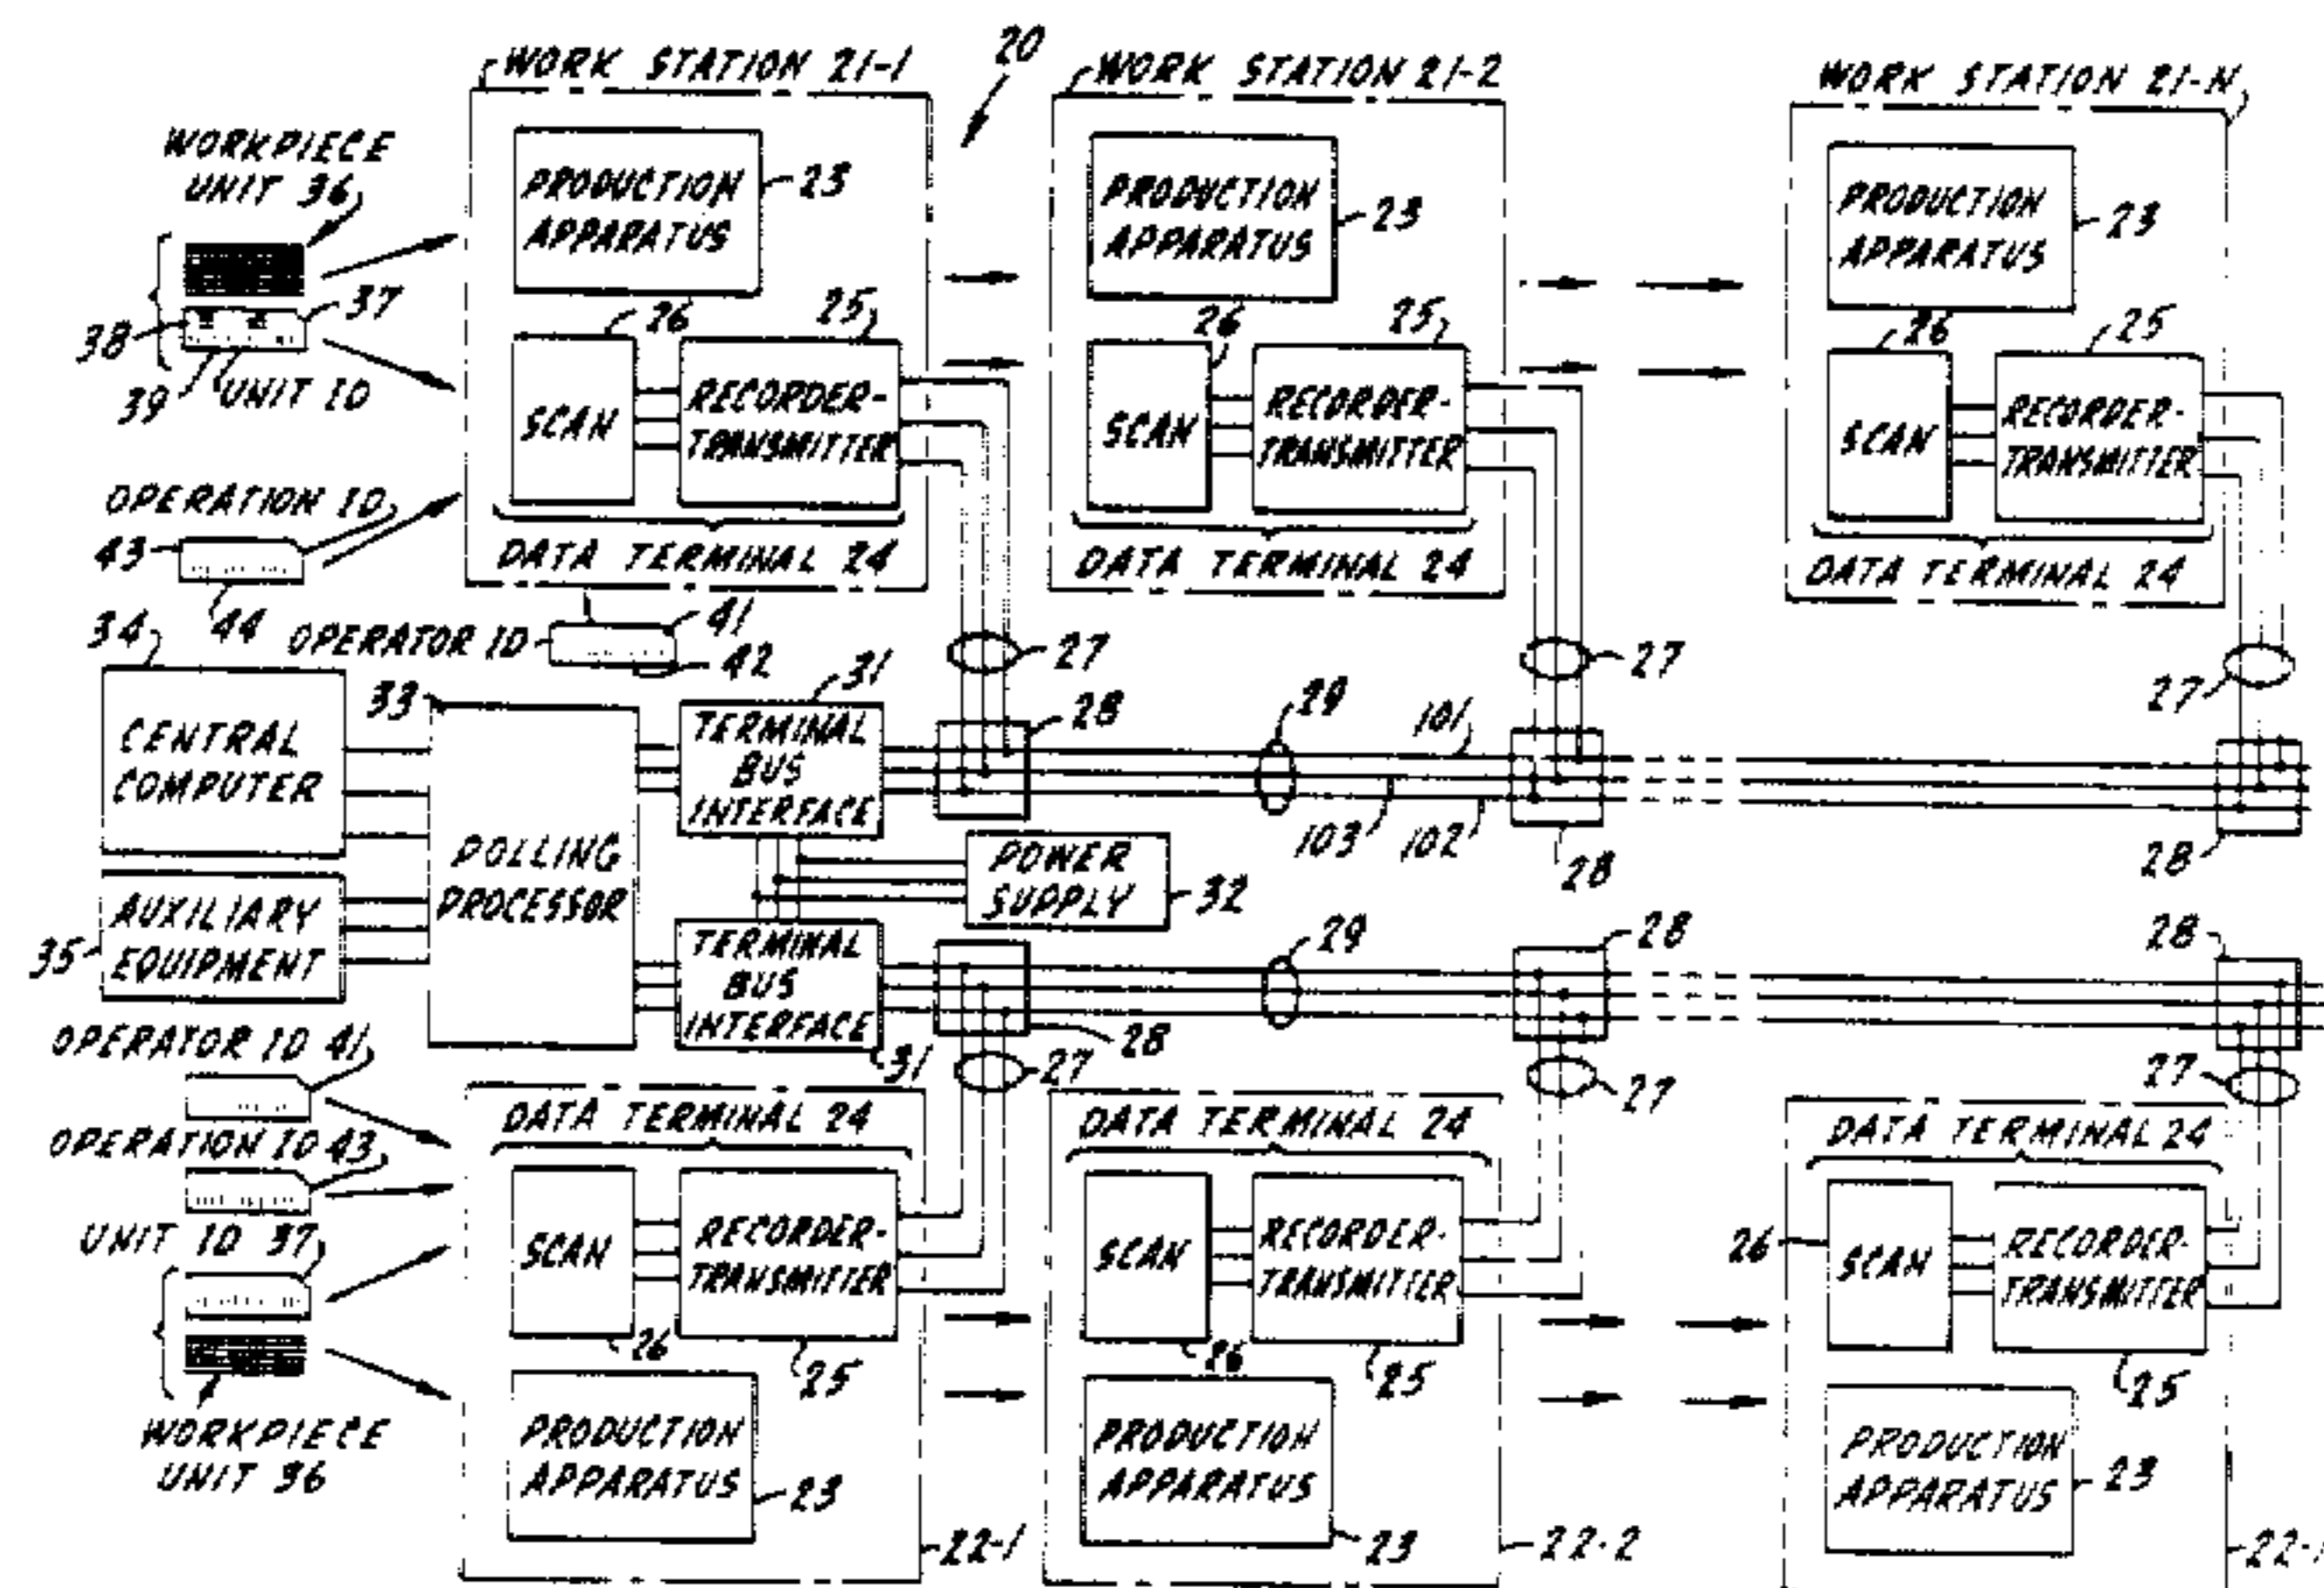 20
WORK STATION 21-1
WORK STATION 21-2
WORK STATION 21-N
WORKPIECE
UNIT 36
38
37
39
UNIT ID
PRODUCTION
APPARATUS
23
26
25
SCAN
RECORDER-
TRANSMITTER
DATA TERMINAL 24
PRODUCTION
APPARATUS
23
26
25
SCAN
RECORDER-
TRANSMITTER
DATA TERMINAL 24
PRODUCTION
APPARATUS
23
26
25
SCAN
RECORDER-
TRANSMITTER
DATA TERMINAL 24
OPERATION ID
43
44
OPERATOR ID
41
42
27
27
27
34
CENTRAL
COMPUTER
33
POLLING
PROCESSOR
31
TERMINAL
BUS
INTERFACE
28
29
101
103
102
28
28
POWER
SUPPLY
32
35
AUXILIARY
EQUIPMENT
TERMINAL
BUS
INTERFACE
31
28
29
28
28
27
27
27
OPERATOR ID 41
OPERATION ID 43
UNIT ID 37
WORKPIECE
UNIT 36
DATA TERMINAL 24
SCAN
RECORDER-
TRANSMITTER
26
25
PRODUCTION
APPARATUS
23
22-1
DATA TERMINAL 24
SCAN
RECORDER-
TRANSMITTER
26
25
PRODUCTION
APPARATUS
23
22-2
DATA TERMINAL 24
26
SCAN
RECORDER-
TRANSMITTER
25
PRODUCTION
APPARATUS
23